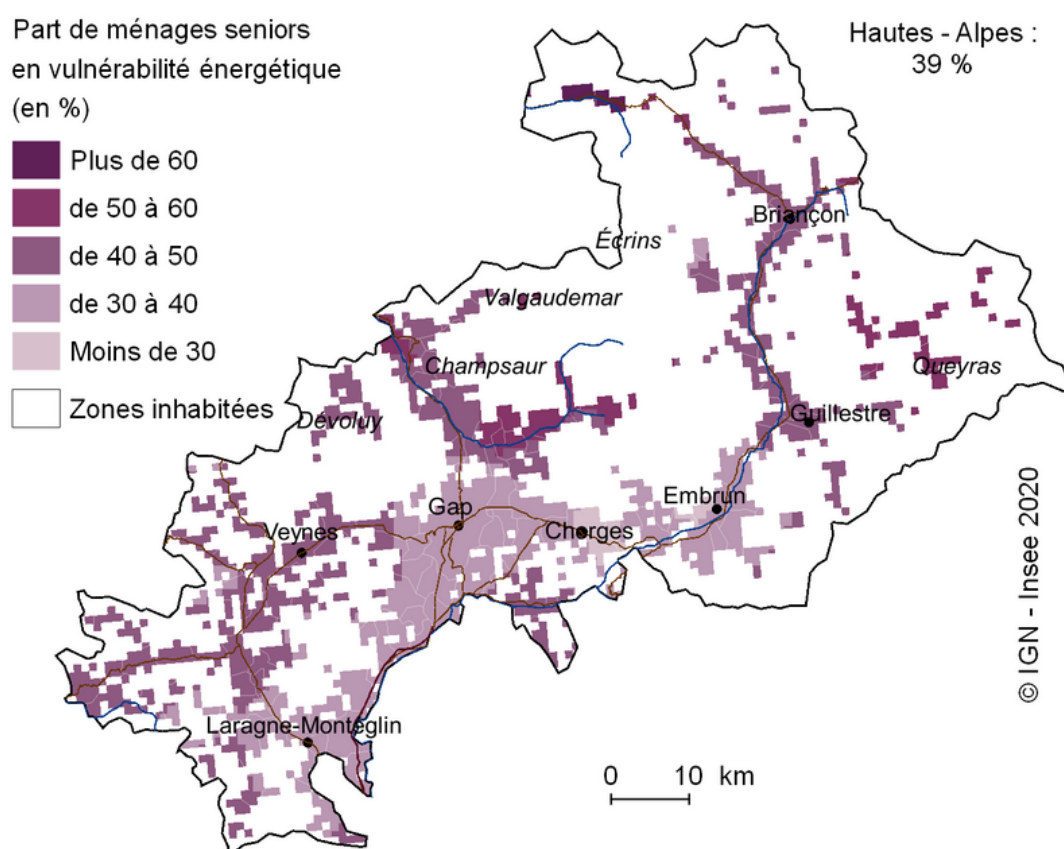 Part de ménages seniors
en vulnérabilité énergétique
(en %)
Plus de 60
de 50 à 60
de 40 à 50
de 30 à 40
Moins de 30
Zones inhabitées
Hautes - Alpes :
39 %
Briançon
Écrins
Valgaudemar
Champsaur
Queyras
Dévoluy
Guillestre
Embrun
Gap
Chorges
Veynes
Laragne-Montéglin
0 10 km
© IGN - Insee 2020